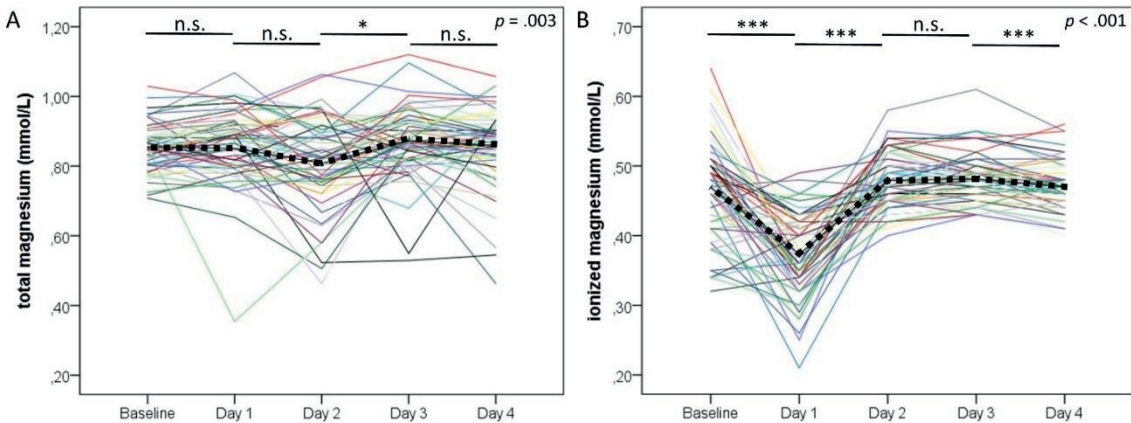 A
n.s.
n.s.
*
n.s.
p = .003
1,20
1,00
,80
,60
,40
,20
total magnesium (mmol/L)
Baseline Day 1 Day 2 Day 3 Day 4
B
***
***
n.s.
***
p < .001
,70
,60
,50
,40
,30
,20
ionized magnesium (mmol/L)
Baseline Day 1 Day 2 Day 3 Day 4